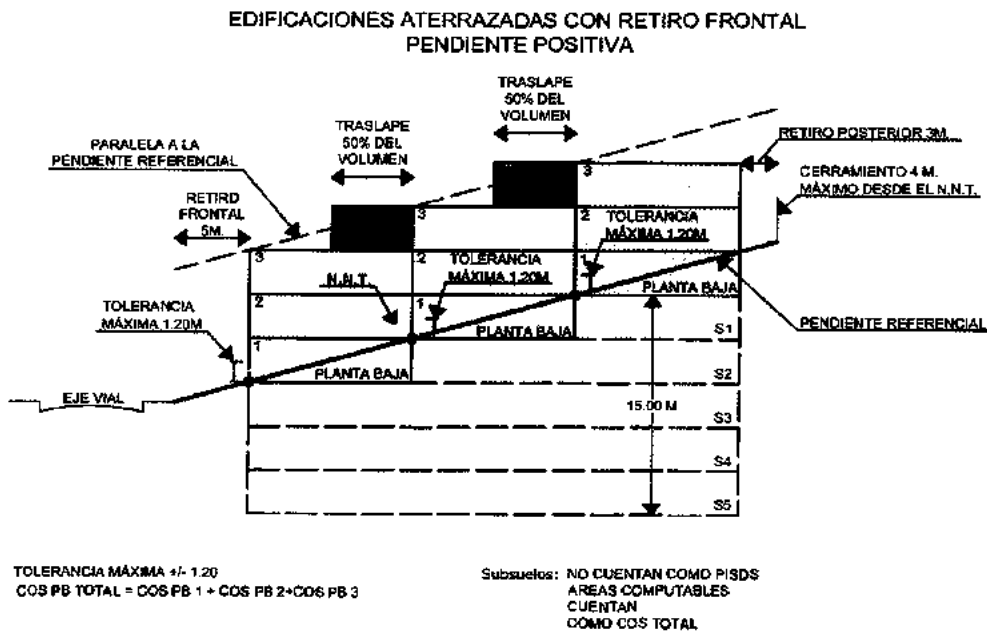 EDIFICACIONES ATERRAZADAS CON RETIRO FRONTAL
PENDIENTE POSITIVA
TRASLAPE
50% DEL
VOLUMEN
TRASLAPE
50% DEL
VOLUMEN
PARALELA A LA
PENDIENTE REFERENCIAL
RETIRO POSTERIOR 3M.
CERRAMIENTO 4 M.
MÁXIMO DESDE EL N.N.T.
RETIRO
FRONTAL
5M.
3
3
2
TOLERANCIA
MÁXIMA 1.20M
3
2
TOLERANCIA
MÁXIMA 1.20M
1
N.N.T.
PLANTA BAJA
TOLERANCIA
MÁXIMA 1.20M
2
1
PLANTA BAJA
S1
PENDIENTE REFERENCIAL
1
PLANTA BAJA
S2
EJE VIAL
15.00 M
S3
S4
S5
TOLERANCIA MÁXIMA +/- 1.20
COS PB TOTAL = COS PB 1 + COS PB 2+COS PB 3
Subsuelos: NO CUENTAN COMO PISOS
AREAS COMPUTABLES
CUENTAN
COMO COS TOTAL